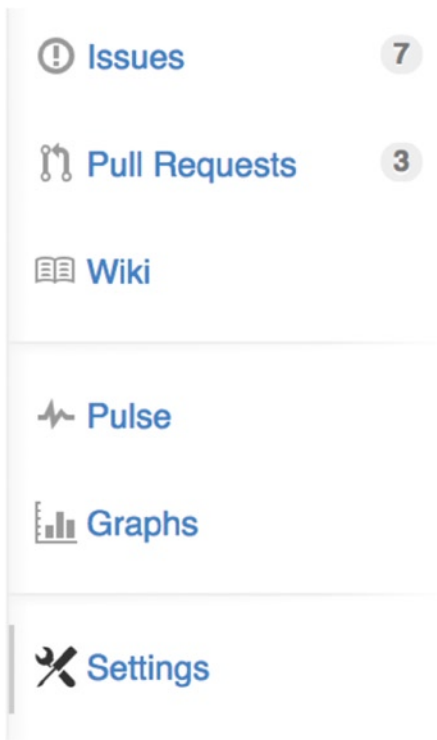 Issues 7
Pull Requests 3
Wiki
Pulse
Graphs
Settings